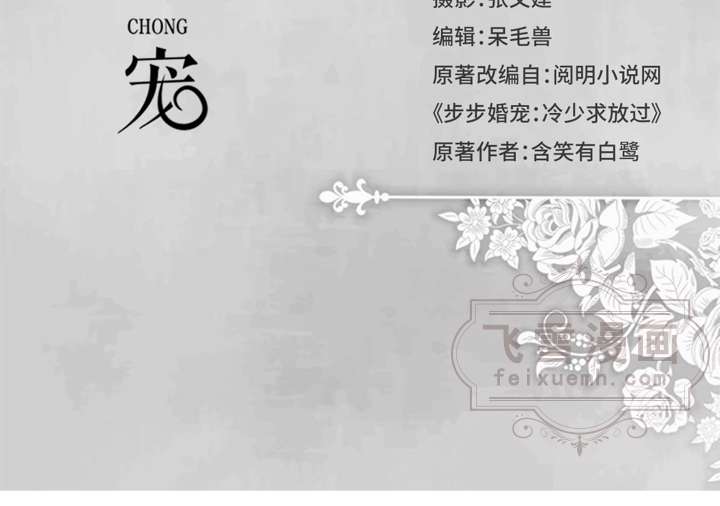 CHONG
宠
摄影:张文建
编辑:呆毛兽
原著改编自:阅明小说网
《步步婚宠:冷少求放过》
原著作者:含笑有白鹭
飞雪漫画
feixuemh.com